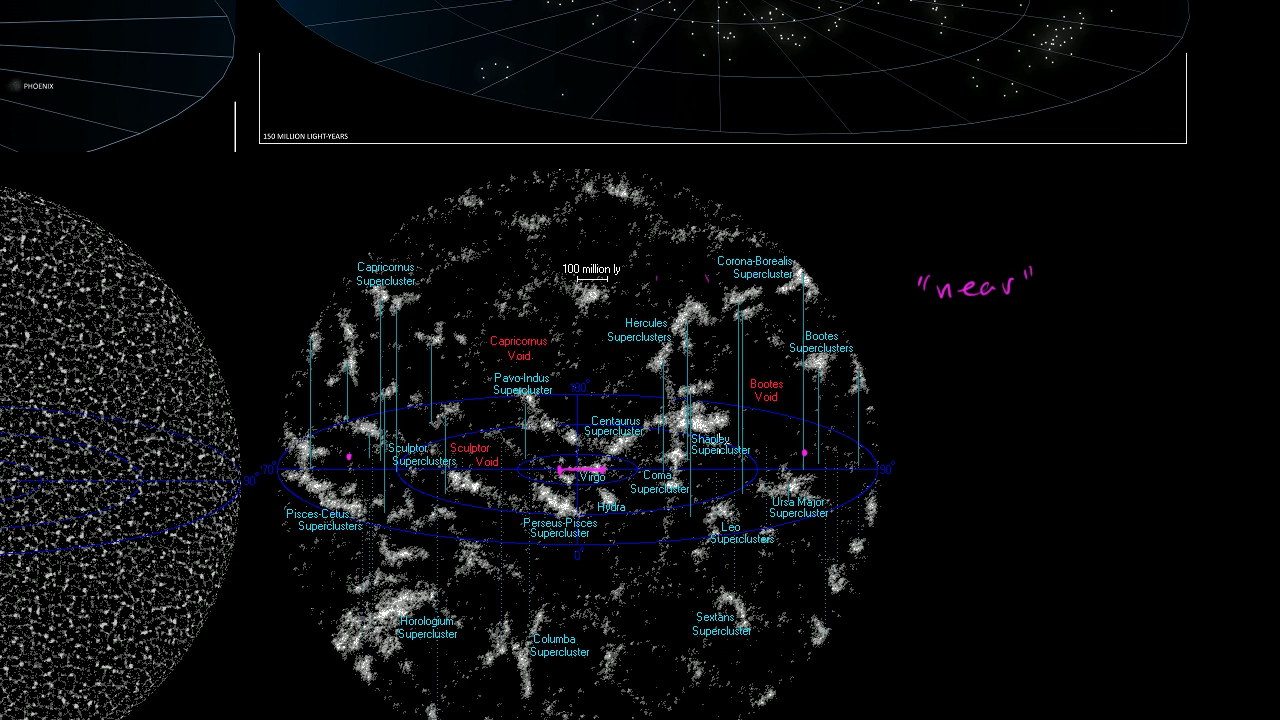 PHOENIX
150 MILLION LIGHT-YEARS
100 million ly
Capricornus
Supercluster
Corona-Borealis
Supercluster
"near"
Hercules
Superclusters
Bootes
Superclusters
Capricornus
Void
Pavo-Indus
Supercluster
Bootes
Void
Centaurus
Supercluster
Sculptor
Superclusters
Sculptor
Void
Shapley
Supercluster
Virgo
Coma
Supercluster
90°
90°
Pisces-Cetus
Superclusters
Perseus-Pisces
Supercluster
Hydra
Ursa Major
Supercluster
Leo
Superclusters
0°
Horologium
Supercluster
Columba
Supercluster
Sextans
Supercluster